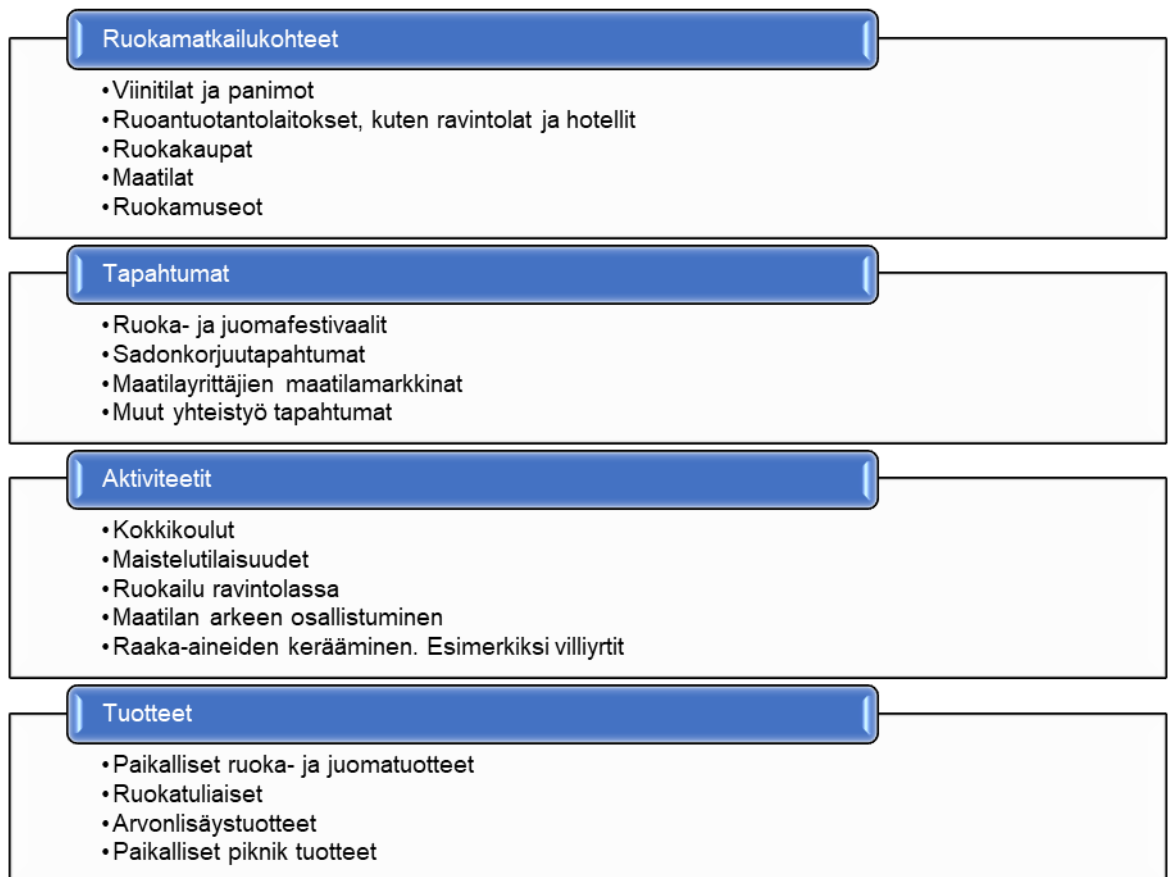 Ruokamatkailukohteet
•Viinitilat ja panimot
•Ruoantuotantolaitokset, kuten ravintolat ja hotellit
•Ruokakaupat
•Maatilat
•Ruokamuseot
Tapahtumat
•Ruoka- ja juomafestivaalit
•Sadonkorjuutapahtumat
•Maatilayrittäjien maatilamarkkinat
•Muut yhteistyö tapahtumat
Aktiviteetit
•Kokkikoulut
•Maistelutilaisuudet
•Ruokailu ravintolassa
•Maatilan arkeen osallistuminen
•Raaka-aineiden kerääminen. Esimerkiksi villiyrtit
Tuotteet
•Paikalliset ruoka- ja juomatuotteet
•Ruokatuliaiset
•Arvonlisäystuotteet
•Paikalliset piknik tuotteet